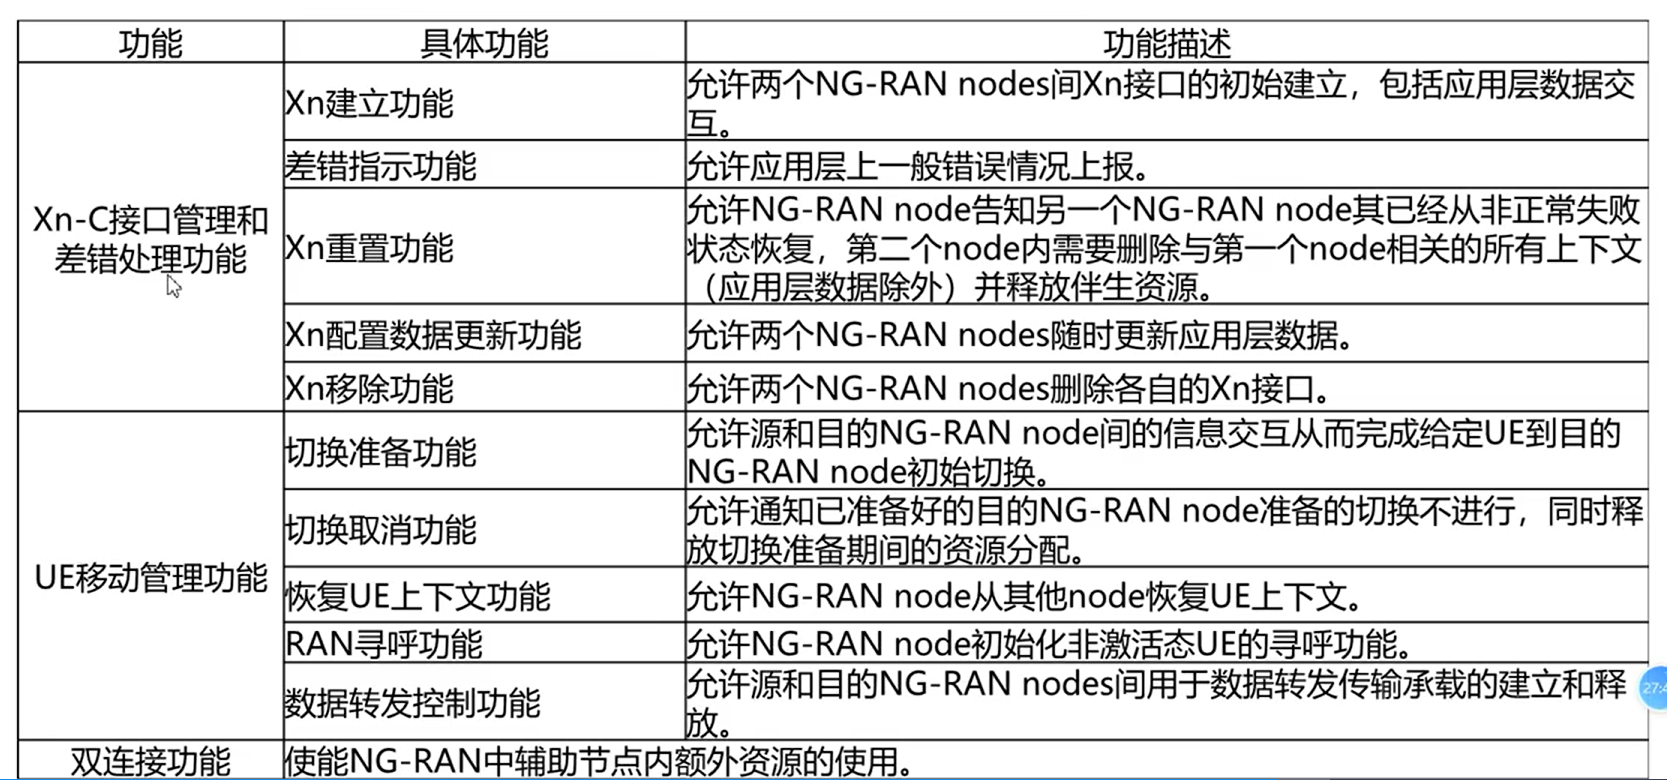 功能 具体功能 功能描述
Xn-C接口管理和
差错处理功能
Xn建立功能
允许两个NG-RAN nodes间Xn接口的初始建立，包括应用层数据交
互。
差错指示功能
允许应用层上一般错误情况上报。
Xn重置功能
允许NG-RAN node告知另一个NG-RAN node其已经从非正常失败
状态恢复，第二个node内需要删除与第一个node相关的所有上下文
（应用层数据除外）并释放伴生资源。
Xn配置数据更新功能
允许两个NG-RAN nodes随时更新应用层数据。
Xn移除功能
允许两个NG-RAN nodes删除各自的Xn接口。
UE移动管理功能
切换准备功能
允许源和目的NG-RAN node间的信息交互从而完成给定UE到目的
NG-RAN node初始切换。
切换取消功能
允许通知已准备好的目的NG-RAN node准备的切换不进行，同时释
放切换准备期间的资源分配。
恢复UE上下文功能
允许NG-RAN node从其他node恢复UE上下文。
RAN寻呼功能
允许NG-RAN node初始化非激活态UE的寻呼功能。
数据转发控制功能
允许源和目的NG-RAN nodes间用于数据转发传输承载的建立和释
放。
双连接功能
使能NG-RAN中辅助节点内额外资源的使用。